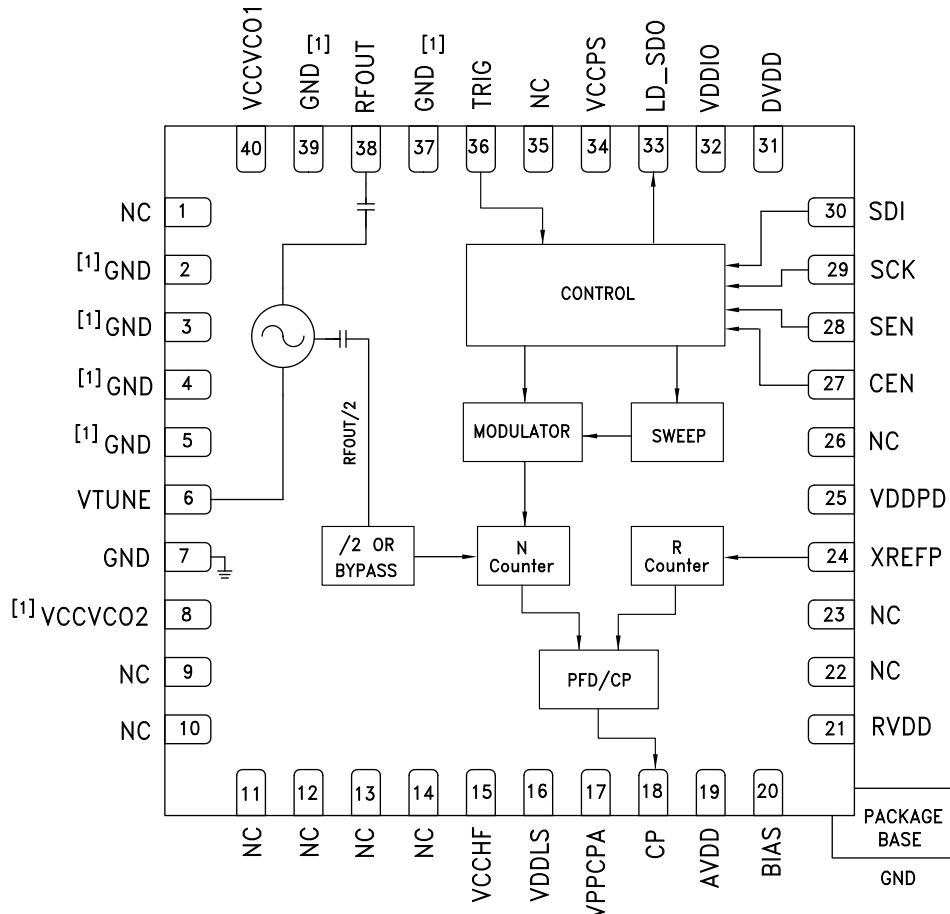 VCCVCO1
GND [1]
RFOUT
GND [1]
TRIG
NC
VCCPS
LD_SDO
VDDIO
DVDD
40
39
38
37
36
35
34
33
32
31
NC 1
[1] GND 2
[1] GND 3
[1] GND 4
[1] GND 5
VTUNE 6
GND 7
[1] VCCVCO2 8
NC 9
NC 10
CONTROL
MODULATOR
SWEEP
RFOUT/2
/2 OR
BYPASS
N
Counter
R
Counter
PFD/CP
30 SDI
29 SCK
28 SEN
27 CEN
26 NC
25 VDDPD
24 XREFP
23 NC
22 NC
21 RVDD
11
12
13
14
15
16
17
18
19
20
NC
NC
NC
NC
VCCHF
VDDLS
VPPCPA
CP
AVDD
BIAS
PACKAGE
BASE
GND